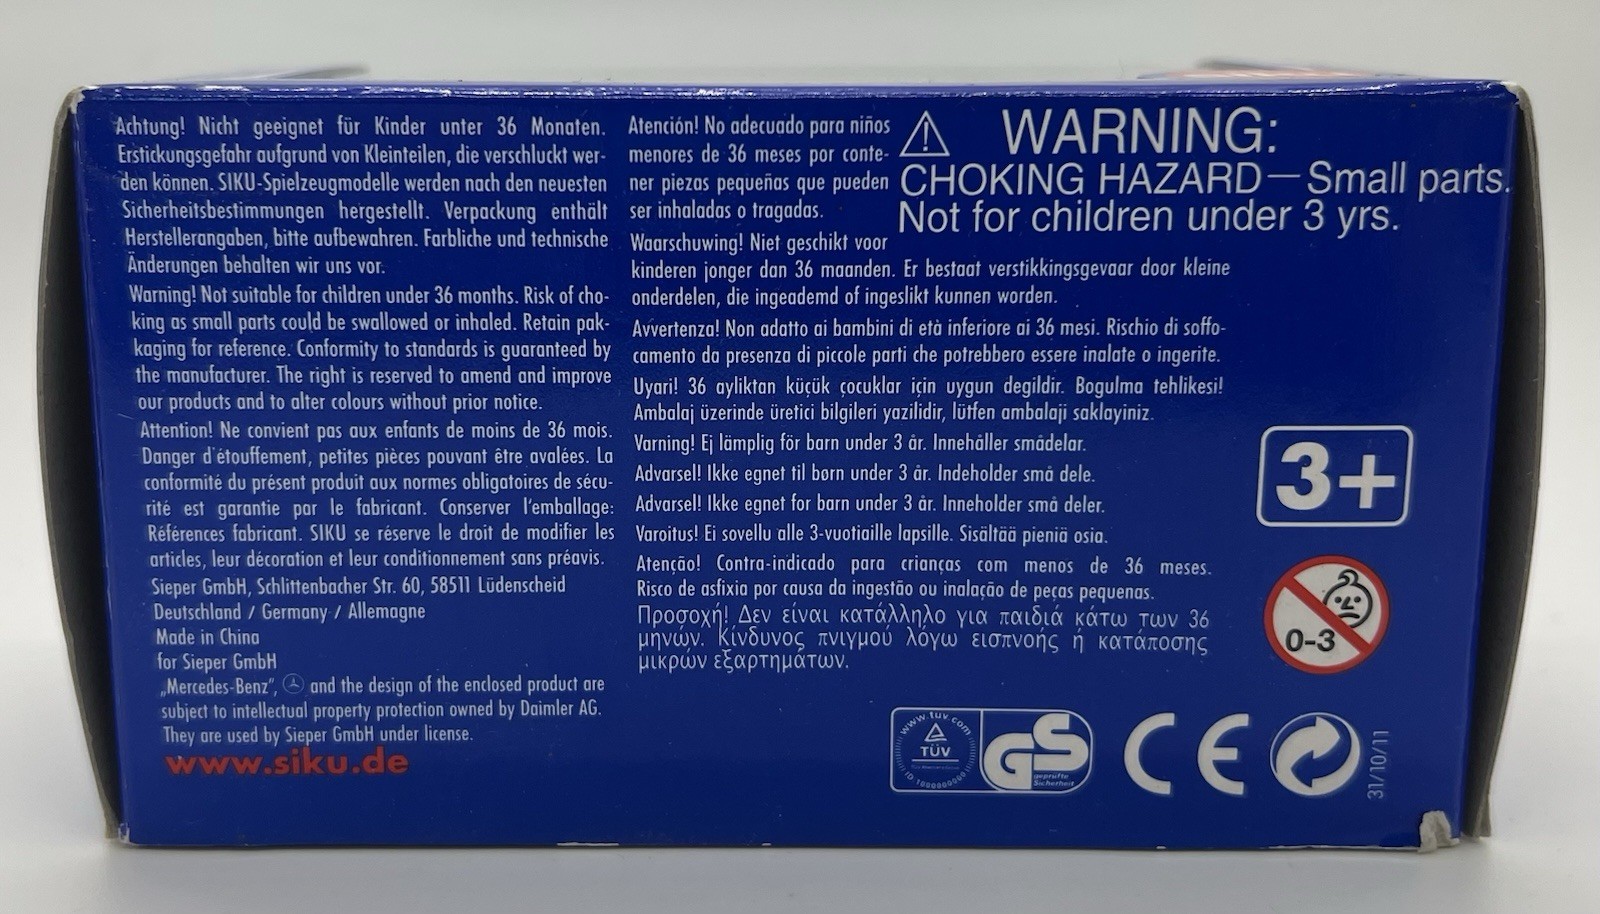 Achtung! Nicht geeignet für Kinder unter 36 Monaten.
Erstickungsgefahr aufgrund von Kleinteilen, die verschluckt wer-
den können. SIKU-Spielzeugmodelle werden nach den neuesten
Sicherheitsbestimmungen hergestellt. Verpackung enthält
Herstellerangaben, bitte aufbewahren. Farbliche und technische
Änderungen behalten wir uns vor.
Warning! Not suitable for children under 36 months. Risk of cho-
king as small parts could be swallowed or inhaled. Retain pak-
kaging for reference. Conformity to standards is guaranteed by
the manufacturer. The right is reserved to amend and improve
our products and to alter colours without prior notice.
Attention! Ne convient pas aux enfants de moins de 36 mois.
Danger d'étouffement, petites pièces pouvant être avalées. La
conformité du présent produit aux normes obligatoires de sécu-
rité est garantie par le fabricant. Conserver l'emballage:
Références fabricant. SIKU se réserve le droit de modifier les
articles, leur décoration et leur conditionnement sans préavis.
Sieper GmbH, Schlittenbacher Str. 60, 58511 Lüdenscheid
Deutschland / Germany / Allemagne
Made in China
for Sieper GmbH
„Mercedes-Benz", and the design of the enclosed product are
subject to intellectual property protection owned by Daimler AG.
They are used by Sieper GmbH under license.
www.siku.de
Atención! No adecuado para niños
menores de 36 meses por conte-
ner piezas pequeñas que pueden
ser inhaladas o tragadas.
Waarschuwing! Niet geschikt voor
kinderen jonger dan 36 maanden. Er bestaat verstikkingsgevaar door kleine
onderdelen, die ingeademd of ingeslikt kunnen worden.
Avvertenza! Non adatto ai bambini di età inferiore ai 36 mesi. Rischio di soffo-
camento da presenza di piccole parti che potrebbero essere inalate o ingerite.
Uyari! 36 ayliktan küçük çocuklar için uygun degildir. Bogulma tehlikesi!
Ambalaj üzerinde üretici bilgileri yazilidir, lütfen ambalaji saklayiniz.
Varning! Ej lämplig för barn under 3 år. Innehåller smådelar.
Advarsel! Ikke egnet til børn under 3 år. Indeholder små dele.
Advarsel! Ikke egnet for barn under 3 år. Inneholder små deler.
Varoitus! Ei sovellu alle 3-vuotiaille lapsille. Sisältää pieniä osia.
Atenção! Contra-indicado para crianças com menos de 36 meses.
Risco de asfixia por causa da ingestão ou inalação de peças pequenas.
Προσοχή! Δεν είναι κατάλληλο για παιδιά κάτω των 36
μηνών. Κίνδυνος πνιγμού λόγω εισπνοής ή κατάποσης
μικρών εξαρτημάτων.
WARNING:
CHOKING HAZARD—Small parts.
Not for children under 3 yrs.
3+
0-3
www.tuv.com
TÜV
GS
geprüfte
Sicherheit
CE
31/10/11